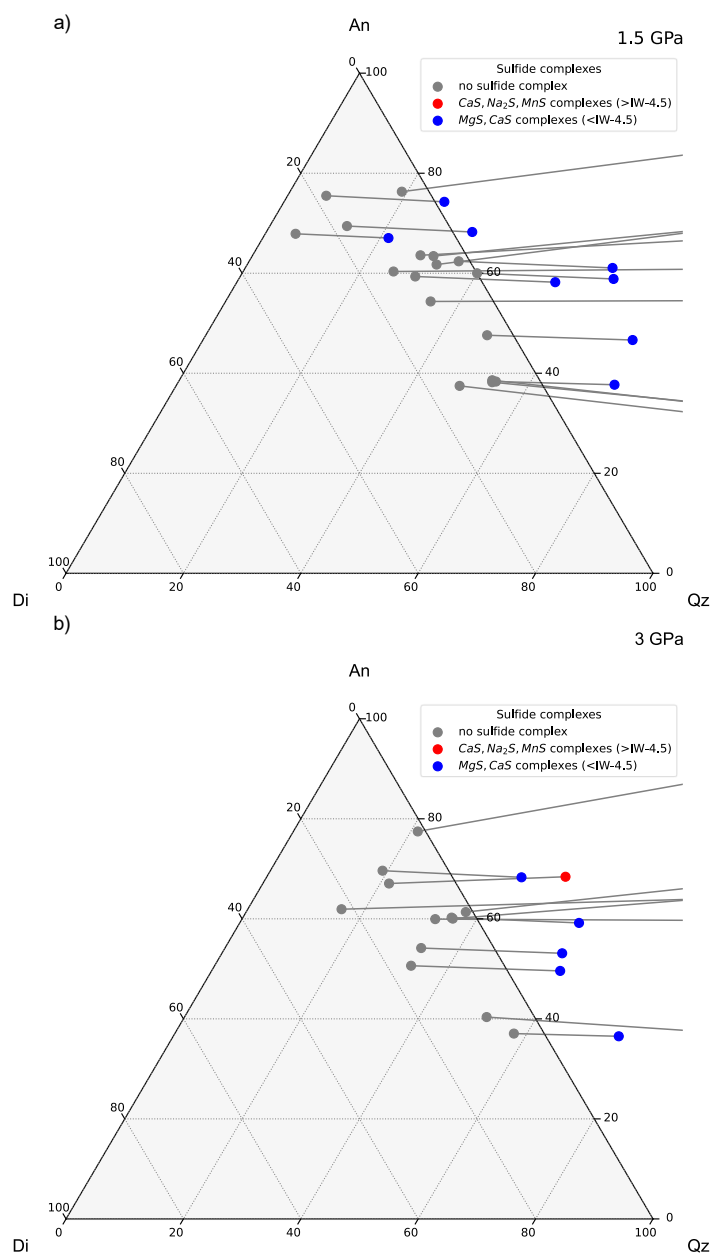 a)
An
1.5 GPa
Sulfide complexes
no sulfide complex
CaS, Na₂S, MnS complexes (>IW–4.5)
MgS, CaS complexes (<IW–4.5)
0
100
20
80
40
60
60
40
80
20
100
0
0
20
40
60
80
100
Di
Qz
b)
3 GPa
An
Sulfide complexes
no sulfide complex
CaS, Na₂S, MnS complexes (>IW–4.5)
MgS, CaS complexes (<IW–4.5)
0
100
20
80
40
60
60
40
80
20
100
0
0
20
40
60
80
100
Di
Qz